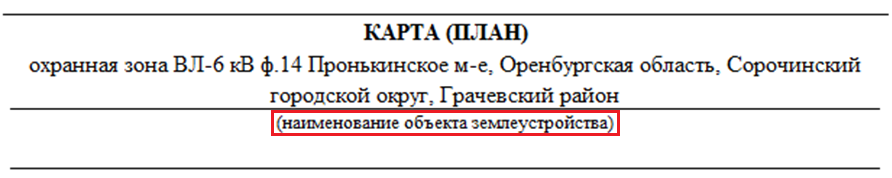 КАРТА (ПЛАН)
охранная зона ВЛ-6 кВ ф.14 Пронькинское м-е, Оренбургская область, Сорочинский
городской округ, Грачевский район
(наименование объекта землеустройства)